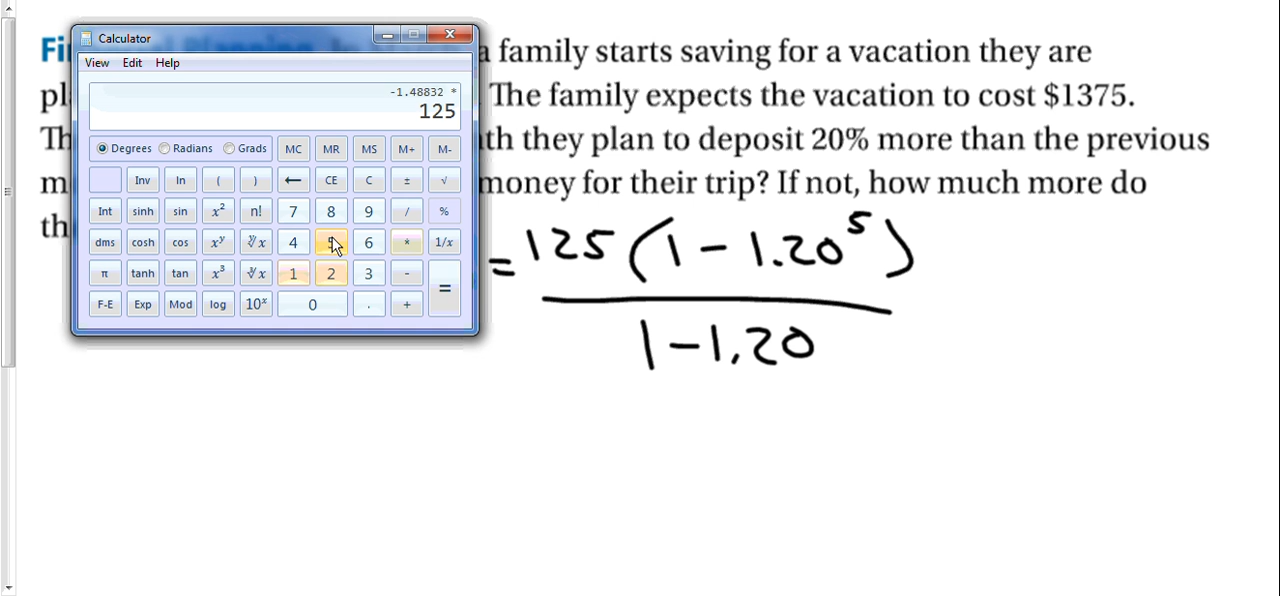 Calculator
View Edit Help
-1.48832 *
125
Degrees Radians Grads MC MR MS M+ M-
Inv ln ( ) ← CE C ± √
Int sinh sin x² n! 7 8 9 / %
dms cosh cos xʸ ʸ√x 4 5 6 * 1/x
π tanh tan x³ ³√x 1 2 3 - =
F-E Exp Mod log 10ˣ 0 . +
a family starts saving for a vacation they are
The family expects the vacation to cost $1375.
they plan to deposit 20% more than the previous
money for their trip? If not, how much more do
= 125 (1 - 1.20⁵)
1 - 1.20